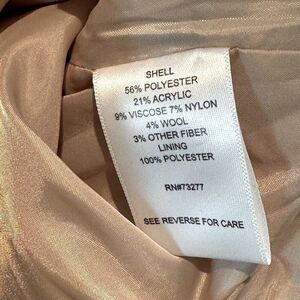 SHELL
56% POLYESTER
21% ACRYLIC
9% VISCOSE 7% NYLON
4% WOOL
3% OTHER FIBER
LINING
100% POLYESTER
RN#73277
SEE REVERSE FOR CARE